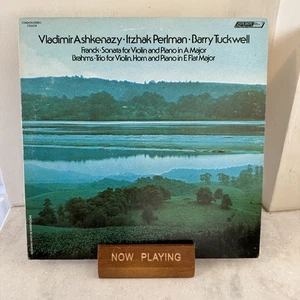 Vladimir Ashkenazy · Itzhak Perlman · Barry Tuckwell
Franck · Sonata for Violin and Piano in A Major
Brahms · Trio for Violin, Horn and Piano in E Flat Major
NOW PLAYING